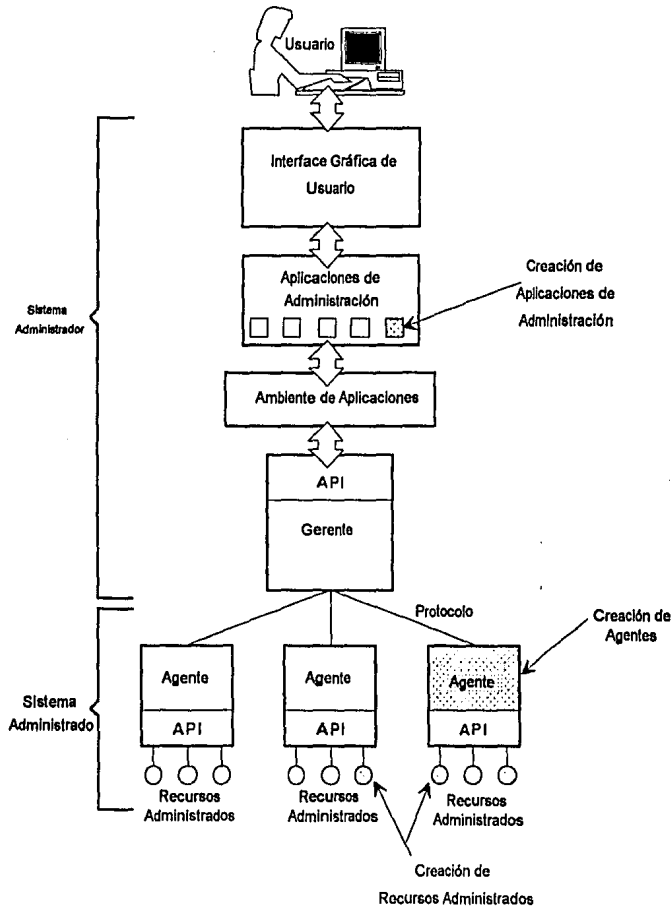 Usuario
Interface Gráfica de
Usuario
Aplicaciones de
Administración
Creación de
Aplicaciones de
Administración
Sistema
Administrador
Ambiente de Aplicaciones
API
Gerente
Protocolo
Creación de
Agentes
Agente
Agente
Agente
Sistema
Administrado
API
API
API
Recursos
Administrados
Recursos
Administrados
Recursos
Administrados
Creación de
Recursos Administrados